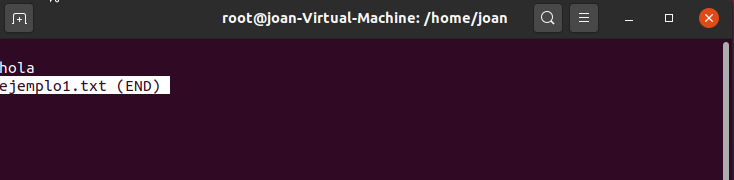 root@joan-Virtual-Machine: /home/joan
hola
ejemplo1.txt (END)